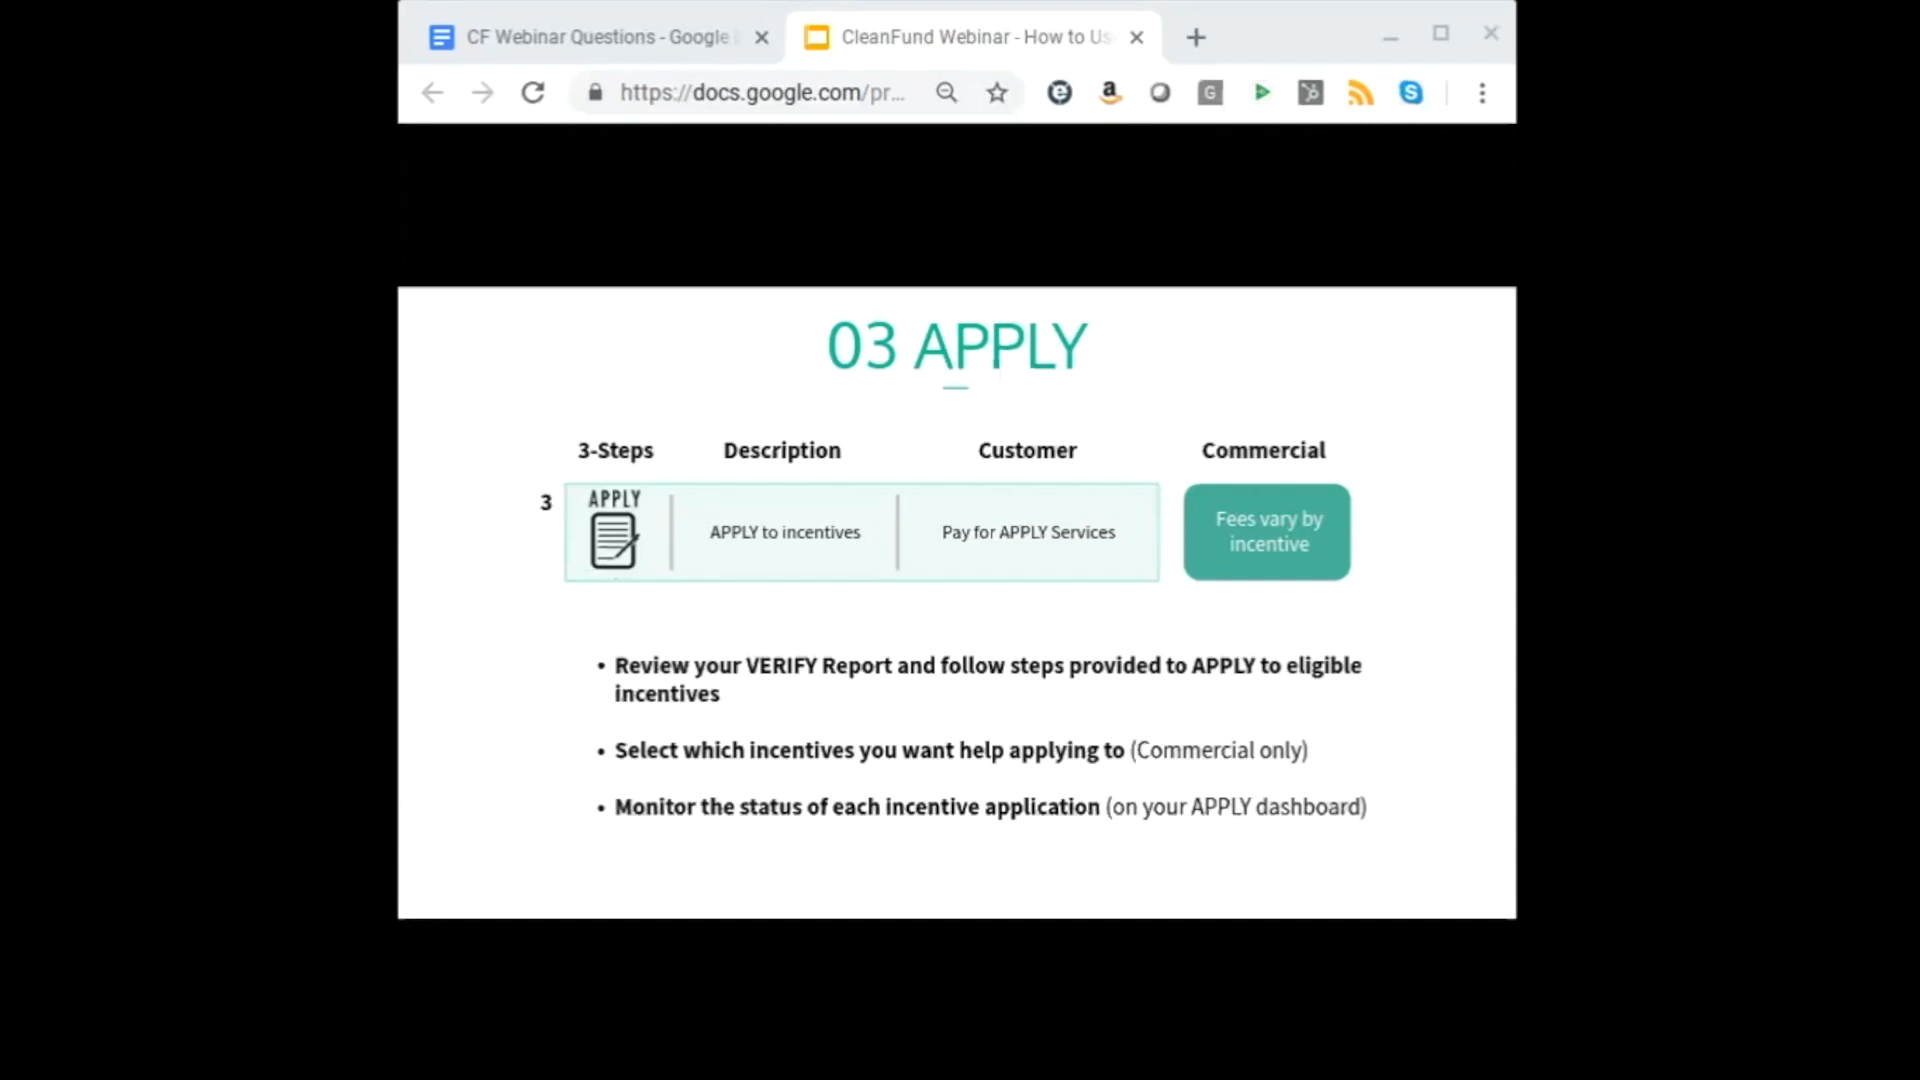 CF Webinar Questions - Google
CleanFund Webinar - How to Us
https://docs.google.com/pr...
03 APPLY
3-Steps Description Customer Commercial
3 APPLY
APPLY to incentives
Pay for APPLY Services
Fees vary by
incentive
• Review your VERIFY Report and follow steps provided to APPLY to eligible
incentives
• Select which incentives you want help applying to (Commercial only)
• Monitor the status of each incentive application (on your APPLY dashboard)